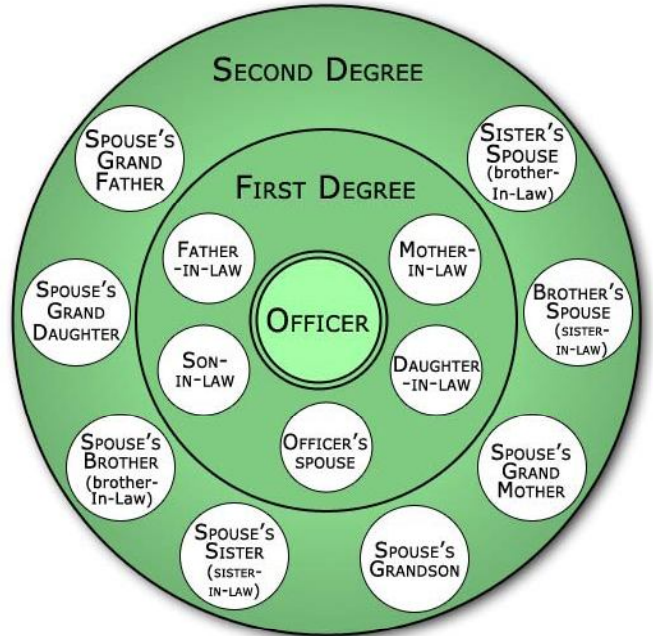 SECOND DEGREE
SPOUSE'S
GRAND
FATHER
SISTER'S
SPOUSE
(brother-
In-Law)
FIRST DEGREE
FATHER
-IN-LAW
MOTHER-
IN-LAW
SPOUSE'S
GRAND
DAUGHTER
OFFICER
BROTHER'S
SPOUSE
(SISTER-
IN-LAW)
SON-
IN-LAW
DAUGHTER
-IN-LAW
SPOUSE'S
BROTHER
(brother-
In-Law)
OFFICER'S
SPOUSE
SPOUSE'S
GRAND
MOTHER
SPOUSE'S
SISTER
(SISTER-
IN-LAW)
SPOUSE'S
GRANDSON